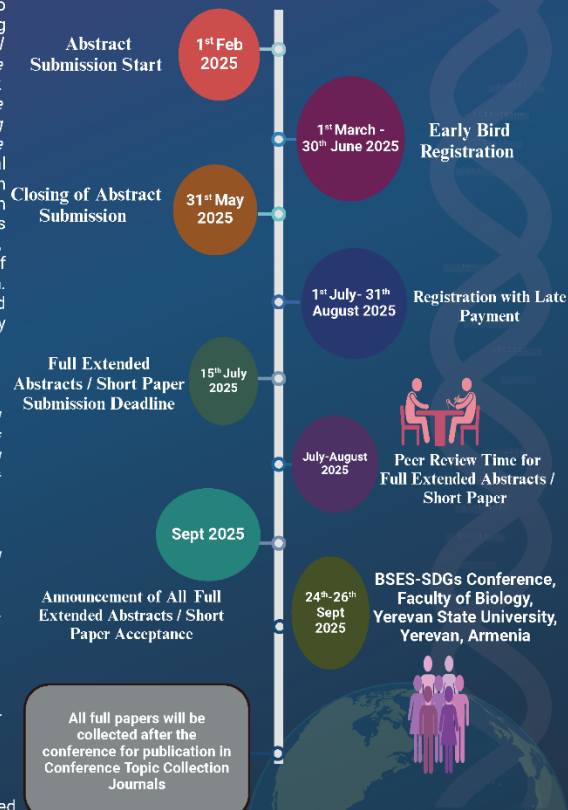 Abstract
Submission Start
1st Feb
2025
1st March -
30th June 2025
Early Bird
Registration
Closing of Abstract
Submission
31st May
2025
1st July- 31th
August 2025
Registration with Late
Payment
Full Extended
Abstracts / Short Paper
Submission Deadline
15th July
2025
July-August
2025
Peer Review Time for
Full Extended Abstracts /
Short Paper
Sept 2025
Announcement of All Full
Extended Abstracts / Short
Paper Acceptance
24th-26th
Sept
2025
BSES-SDGs Conference,
Faculty of Biology,
Yerevan State University,
Yerevan, Armenia
All full papers will be
collected after the
conference for publication in
Conference Topic Collection
Journals